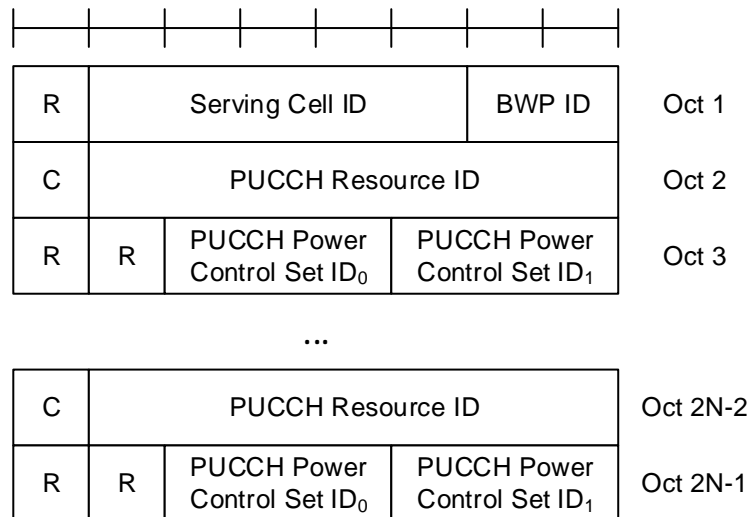 R Serving Cell ID BWP ID Oct 1
C PUCCH Resource ID Oct 2
R R PUCCH Power Control Set ID₀ PUCCH Power Control Set ID₁ Oct 3
...
C PUCCH Resource ID Oct 2N-2
R R PUCCH Power Control Set ID₀ PUCCH Power Control Set ID₁ Oct 2N-1